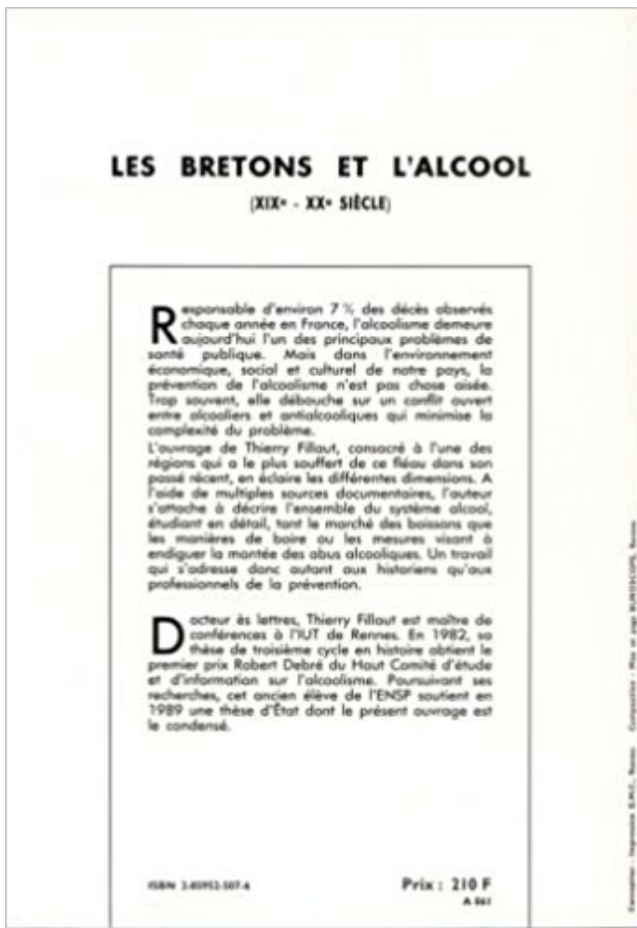 LES BRETONS ET L'ALCOOL
(XIXe - XXe SIÈCLE)
Responsable d'environ 7 % des décès observés
chaque année en France, l'alcoolisme demeure
aujourd'hui l'un des principaux problèmes de
santé publique. Mais dans l'environnement
économique, social et culturel de notre pays, la
prévention de l'alcoolisme n'est pas chose aisée.
Trop souvent, elle débouche sur un conflit ouvert
entre alcooliers et antialcooliques qui minimise la
complexité du problème.
L'ouvrage de Thierry Fillaut, consacré à l'une des
régions qui a le plus souffert de ce fléau dans son
passé récent, en éclaire les différentes dimensions. A
l'aide de multiples sources documentaires, l'auteur
s'attache à décrire l'ensemble du système alcool,
étudiant en détail, tant le marché des boissons que
les manières de boire ou les mesures visant à
endiguer la montée des abus alcooliques. Un travail
qui s'adresse donc autant aux historiens qu'aux
professionnels de la prévention.
Docteur ès lettres, Thierry Fillaut est maître de
conférences à l'IUT de Rennes. En 1982, sa
thèse de troisième cycle en histoire obtient le
premier prix Robert Debré du Haut Comité d'étude
et d'information sur l'alcoolisme. Poursuivant ses
recherches, cet ancien élève de l'ENSP soutient en
1989 une thèse d'État dont le présent ouvrage est
le condensé.
ISBN 2-85952-507-6
Prix : 210 F
A 861